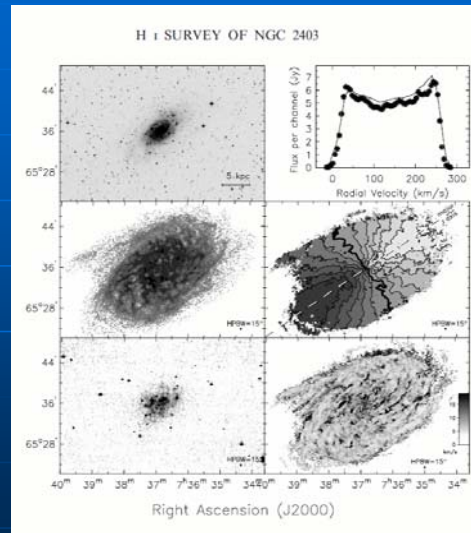 H I SURVEY OF NGC 2403
44'
36
65°28'
5 kpc
Flux per channel (Jy)
7
6
5
4
3
2
1
0
0 100 200 300
Radial Velocity (km/s)
44
36
65°28
HPBW=15"
HPBW=15"
44
36
65°28
HPBW=15"
km/s
HPBW=15"
40m 39m 38m 37m 7h36m 35m 34m
40m 39m 38m 37m 7h36m 35m 34m
Right Ascension (J2000)